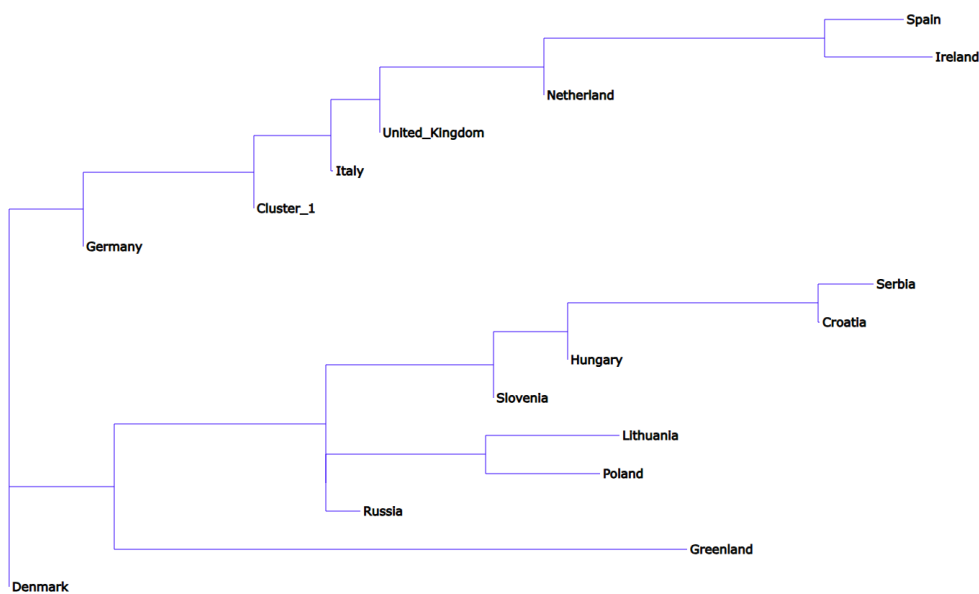 Spain
Ireland
Netherland
United_Kingdom
Italy
Cluster_1
Germany
Serbia
Croatia
Hungary
Slovenia
Lithuania
Poland
Russia
Greenland
Denmark